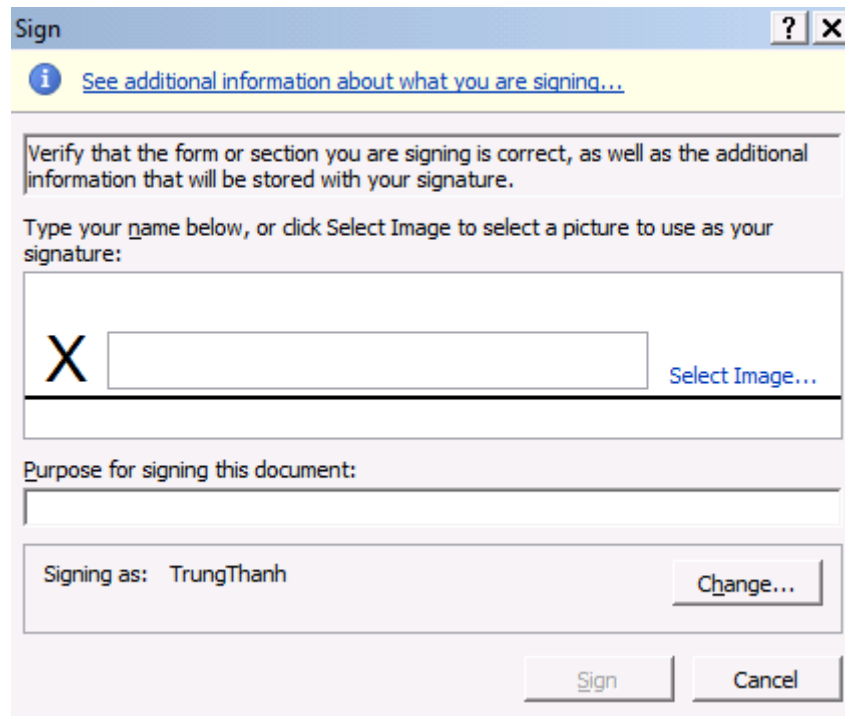 Sign
See additional information about what you are signing...
Verify that the form or section you are signing is correct, as well as the additional
information that will be stored with your signature.
Type your name below, or click Select Image to select a picture to use as your
signature:
X
Select Image...
Purpose for signing this document:
Signing as: TrungThanh
Change...
Sign
Cancel